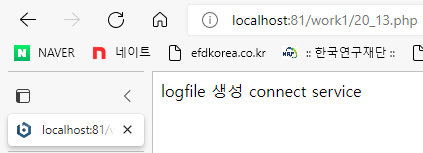 localhost:81/work1/20_13.php
NAVER 네이트 efdkorea.co.kr :: 한국연구재단 ::
logfile 생성 connect service
localhost:81/